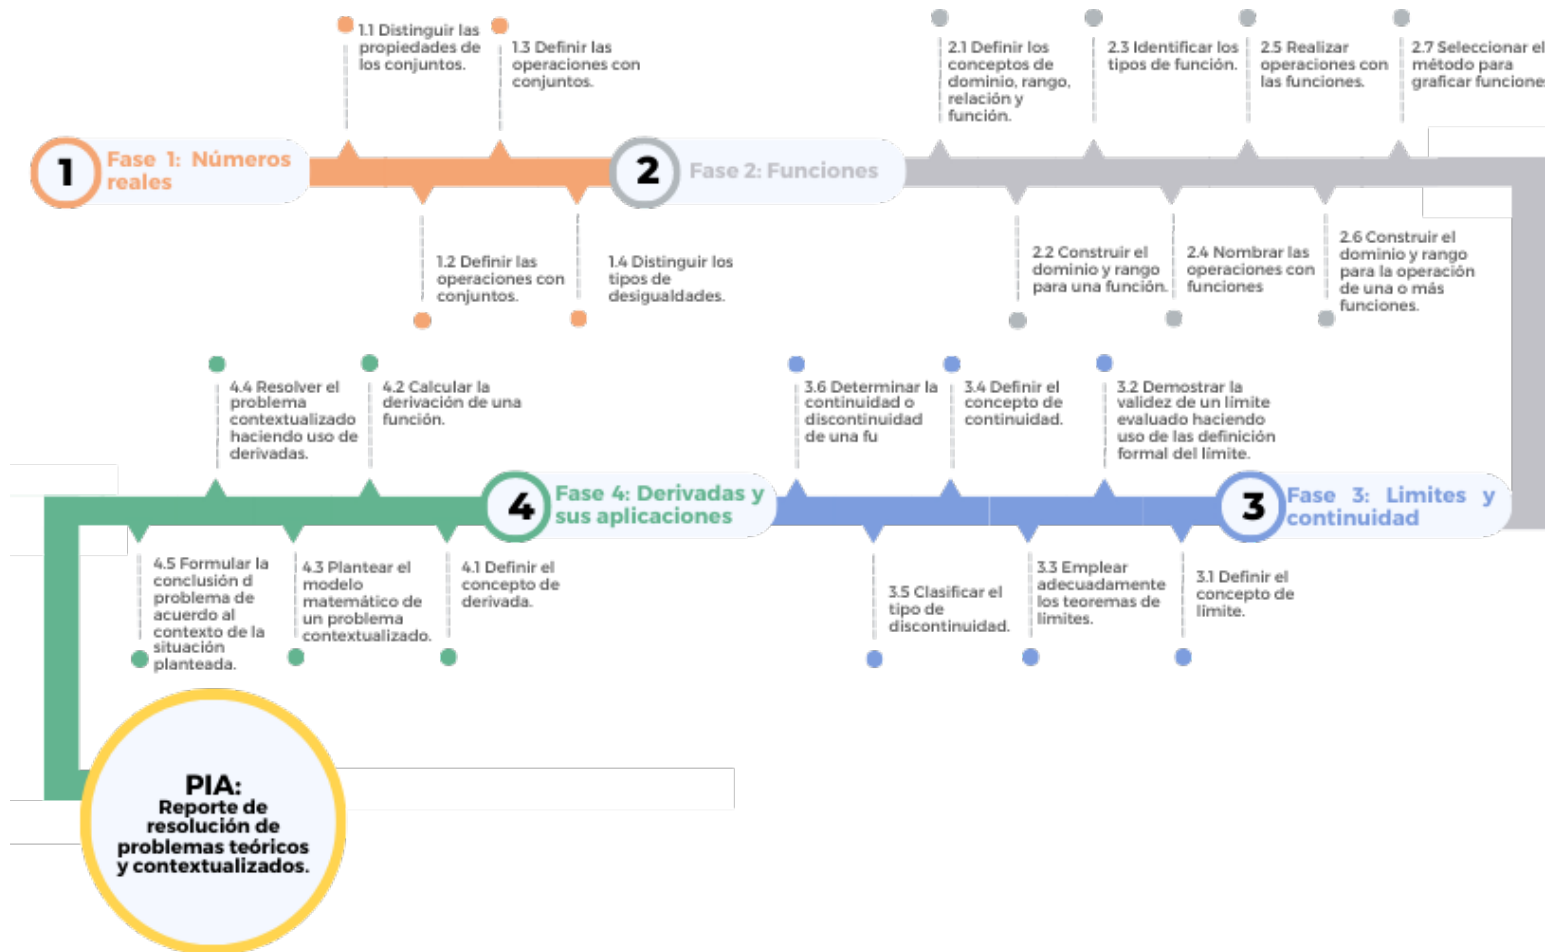 1
Fase 1: Números
reales
1.1 Distinguir las
propiedades de
los conjuntos.
1.2 Definir las
operaciones con
conjuntos.
1.3 Definir las
operaciones con
conjuntos.
1.4 Distinguir los
tipos de
desigualdades.
2
Fase 2: Funciones
2.1 Definir los
conceptos de
dominio, rango,
relación y
función.
2.2 Construir el
dominio y rango
para una función.
2.3 Identificar los
tipos de función.
2.4 Nombrar las
operaciones con
funciones
2.5 Realizar
operaciones con
las funciones.
2.6 Construir el
dominio y rango
para la operación
de una o más
funciones.
2.7 Seleccionar el
método para
graficar funcione
3
Fase 3: Limites y
continuidad
3.1 Definir el
concepto de
límite.
3.2 Demostrar la
validez de un límite
evaluado haciendo
uso de las definición
formal del límite.
3.3 Emplear
adecuadamente
los teoremas de
límites.
3.4 Definir el
concepto de
continuidad.
3.5 Clasificar el
tipo de
discontinuidad.
3.6 Determinar la
continuidad o
discontinuidad
de una fu
4
Fase 4: Derivadas y
sus aplicaciones
4.1 Definir el
concepto de
derivada.
4.2 Calcular la
derivación de una
función.
4.3 Plantear el
modelo
matemático de
un problema
contextualizado.
4.4 Resolver el
problema
contextualizado
haciendo uso de
derivadas.
4.5 Formular la
conclusión d
problema de
acuerdo al
contexto de la
situación
planteada.
PIA:
Reporte de
resolución de
problemas teóricos
y contextualizados.